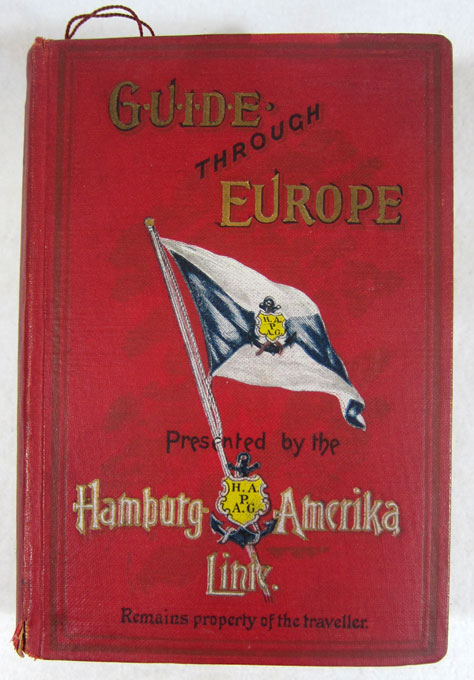 G·U·I·D·E·
THROUGH
EUROPE
H. A.
P.
A. G.
Presented by the
Hamburg-Amerika
H. A.
P.
A. G.
Linie.
Remains property of the traveller.